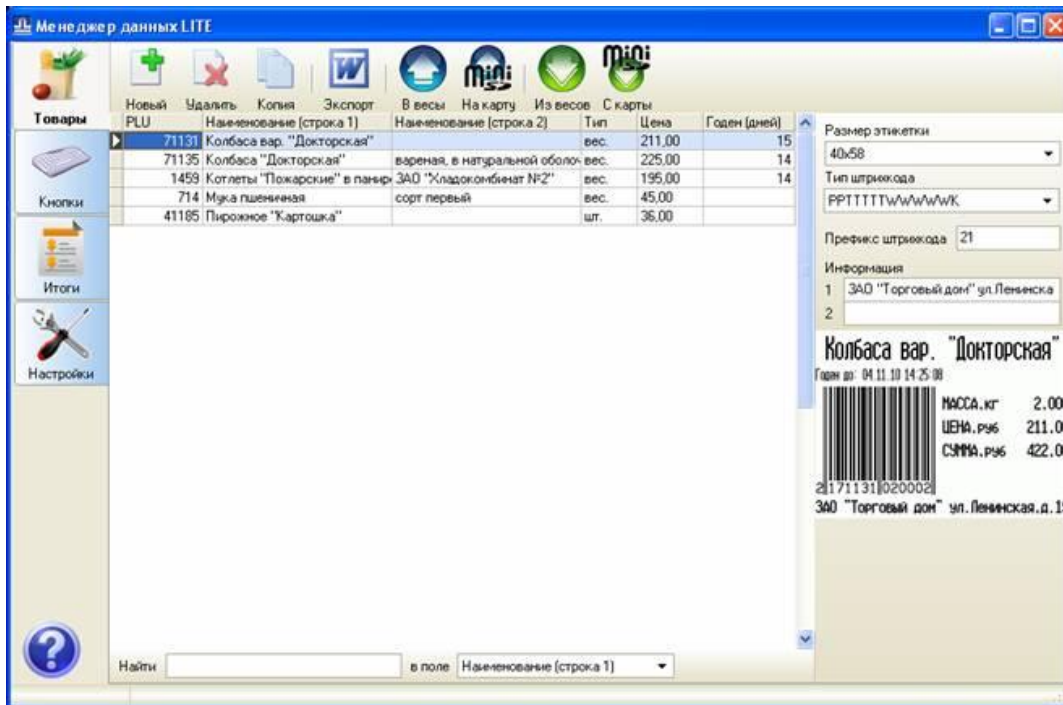 Менеджер данных LITE
Товары
Кнопки
Итоги
Настройки
Новый Удалить Копия Экспорт В весы На карту Из весов С карты
mini mini
W
PLU Наименование (строка 1) Наименование (строка 2) Тип Цена Годен (дней)
71131 Колбаса вар. "Докторская" вес. 211,00 15
71135 Колбаса "Докторская" вареная, в натуральной оболоч вес. 225,00 14
1459 Котлеты "Пожарские" в панир ЗАО "Хладокомбинат №2" вес. 195,00 14
714 Мука пшеничная сорт первый вес. 45,00
41185 Пирожное "Картошка" шт. 36,00
Размер этикетки
40x58
Тип штрихкода
PPTTTTTWWWWWK
Префикс штрихкода 21
Информация
1 ЗАО "Торговый дом" ул.Ленинска
2
Колбаса вар. "Докторская"
Годен до: 04.11.10 14:25:08
МАССА.кг 2.00
ЦЕНА.руб 211.0
СУММА.руб 422.0
2 171131 020002
ЗАО "Торговый дом" ул.Ленинская.д.1
?
Найти в поле Наименование (строка 1)